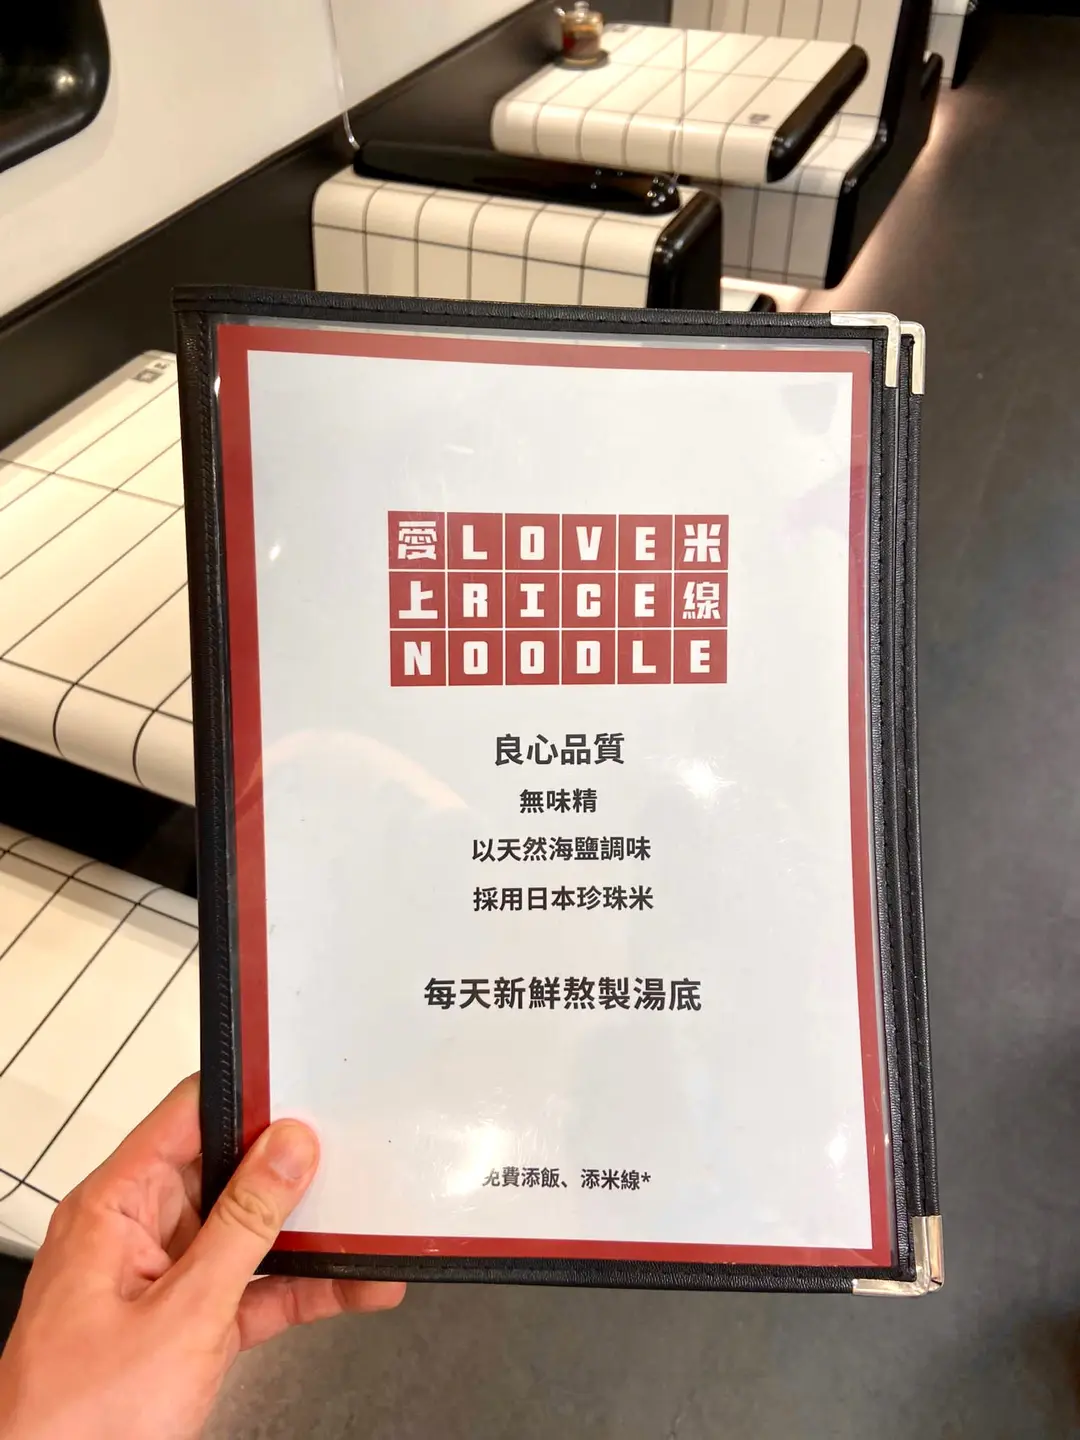 愛LOVE米
上RICE線
NOODLE
良心品質
無味精
以天然海鹽調味
採用日本珍珠米
每天新鮮熬製湯底
免費添飯、添米線*